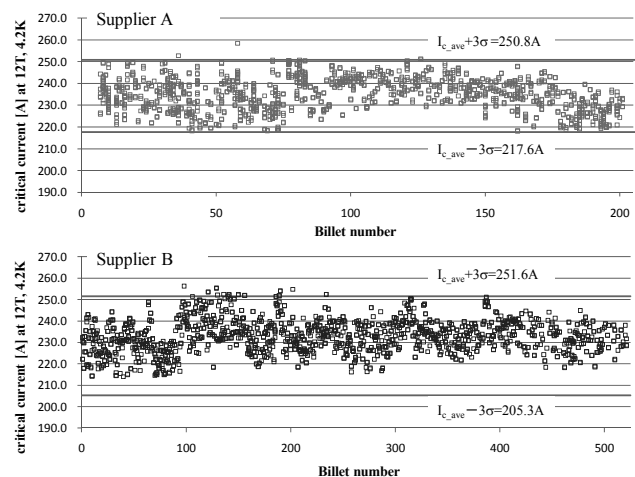 Supplier A
critical current [A] at 12T, 4.2K
270.0
260.0
250.0
240.0
230.0
220.0
210.0
200.0
190.0
I_c_ave+3σ=250.8A
I_c_ave−3σ=217.6A
0 50 100 150 200
Billet number
Supplier B
critical current [A] at 12T, 4.2K
270.0
260.0
250.0
240.0
230.0
220.0
210.0
200.0
190.0
I_c_ave+3σ=251.6A
I_c_ave−3σ=205.3A
0 100 200 300 400 500
Billet number